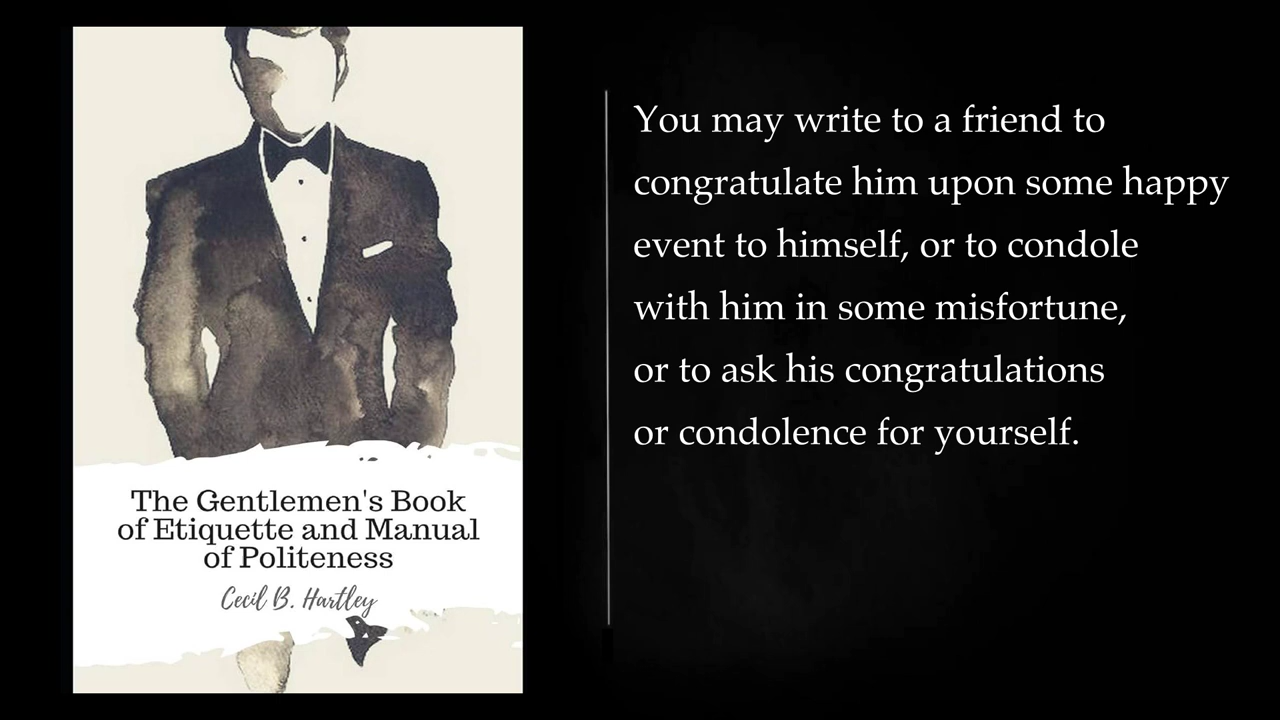 The Gentlemen's Book
of Etiquette and Manual
of Politeness
Cecil B. Hartley
You may write to a friend to
congratulate him upon some happy
event to himself, or to condole
with him in some misfortune,
or to ask his congratulations
or condolence for yourself.